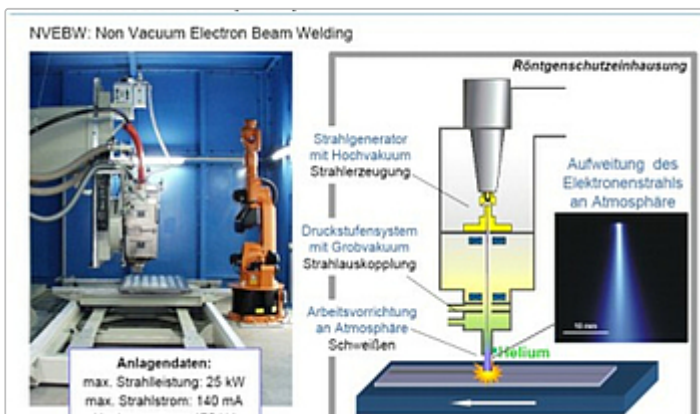 NVEBW: Non Vacuum Electron Beam Welding
Röntgenschutzeinhausung
Strahlgenerator
mit Hochvakuum
Strahlerzeugung
Aufweitung des
Elektronenstrahls
an Atmosphäre
Druckstufensystem
mit Grobvakuum
Strahlauskopplung
10 mm
Arbeitsvorrichtung
an Atmosphäre
Schweißen
Helium
Anlagendaten:
max. Strahlleistung: 25 kW
max. Strahlstrom: 140 mA